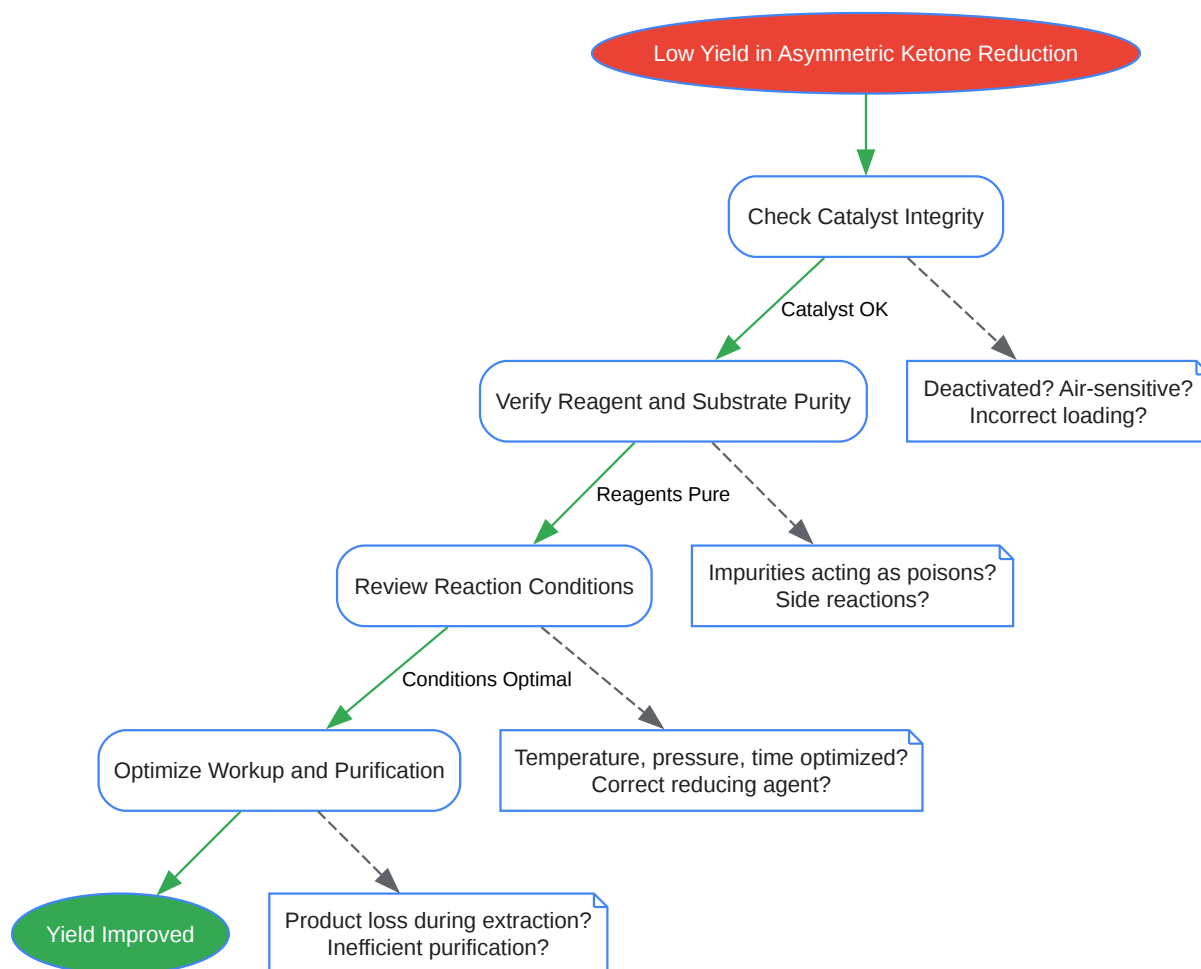 Low Yield in Asymmetric Ketone Reduction
Check Catalyst Integrity
Catalyst OK
Verify Reagent and Substrate Purity
Deactivated? Air-sensitive?
Incorrect loading?
Reagents Pure
Review Reaction Conditions
Impurities acting as poisons?
Side reactions?
Conditions Optimal
Optimize Workup and Purification
Temperature, pressure, time optimized?
Correct reducing agent?
Yield Improved
Product loss during extraction?
Inefficient purification?